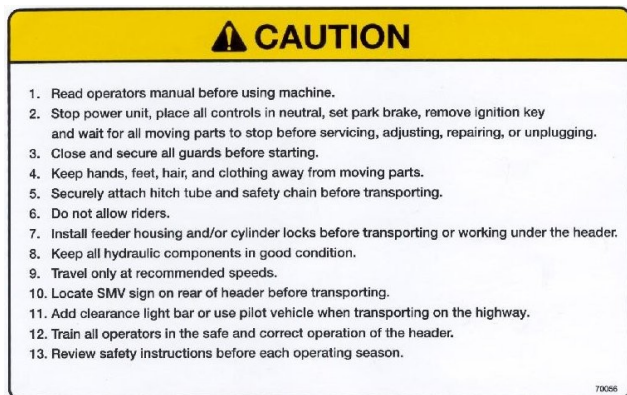 CAUTION
1. Read operators manual before using machine.
2. Stop power unit, place all controls in neutral, set park brake, remove ignition key
and wait for all moving parts to stop before servicing, adjusting, repairing, or unplugging.
3. Close and secure all guards before starting.
4. Keep hands, feet, hair, and clothing away from moving parts.
5. Securely attach hitch tube and safety chain before transporting.
6. Do not allow riders.
7. Install feeder housing and/or cylinder locks before transporting or working under the header.
8. Keep all hydraulic components in good condition.
9. Travel only at recommended speeds.
10. Locate SMV sign on rear of header before transporting.
11. Add clearance light bar or use pilot vehicle when transporting on the highway.
12. Train all operators in the safe and correct operation of the header.
13. Review safety instructions before each operating season.
70086